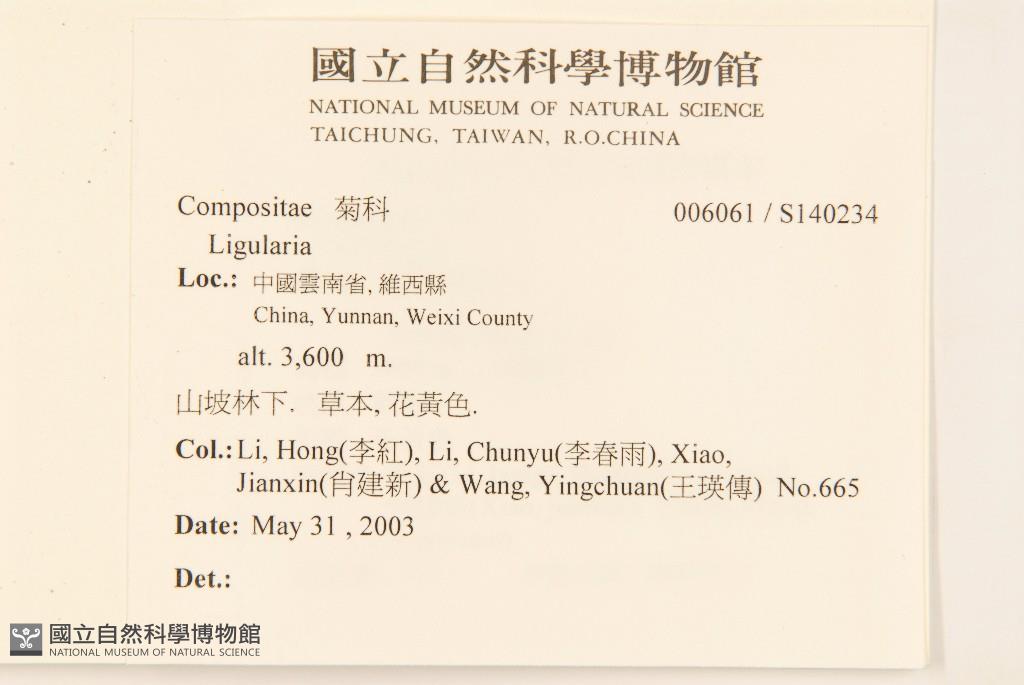 國立自然科學博物館
NATIONAL MUSEUM OF NATURAL SCIENCE
TAICHUNG, TAIWAN, R.O.CHINA
Compositae 菊科 006061 / S140234
Ligularia
Loc.: 中國雲南省, 維西縣
China, Yunnan, Weixi County
alt. 3,600 m.
山坡林下. 草本, 花黃色.
Col.: Li, Hong(李紅), Li, Chunyu(李春雨), Xiao,
Jianxin(肖建新) & Wang, Yingchuan(王瑛傳) No.665
Date: May 31 , 2003
Det.:
國立自然科學博物館
NATIONAL MUSEUM OF NATURAL SCIENCE